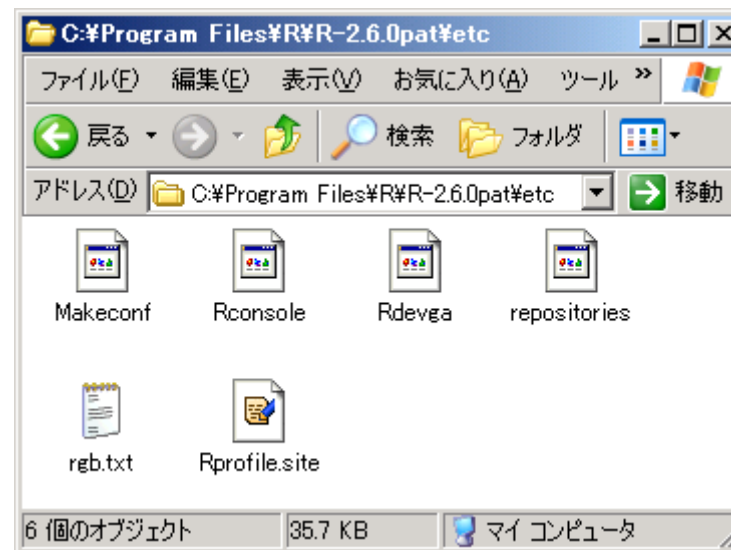 C:¥Program Files¥R¥R-2.6.0pat¥etc
ファイル(F) 編集(E) 表示(V) お気に入り(A) ツール »
戻る 検索 フォルダ
アドレス(D) C:¥Program Files¥R¥R-2.6.0pat¥etc 移動
Makeconf Rconsole Rdevga repositories
rgb.txt Rprofile.site
6 個のオブジェクト 35.7 KB マイ コンピュータ